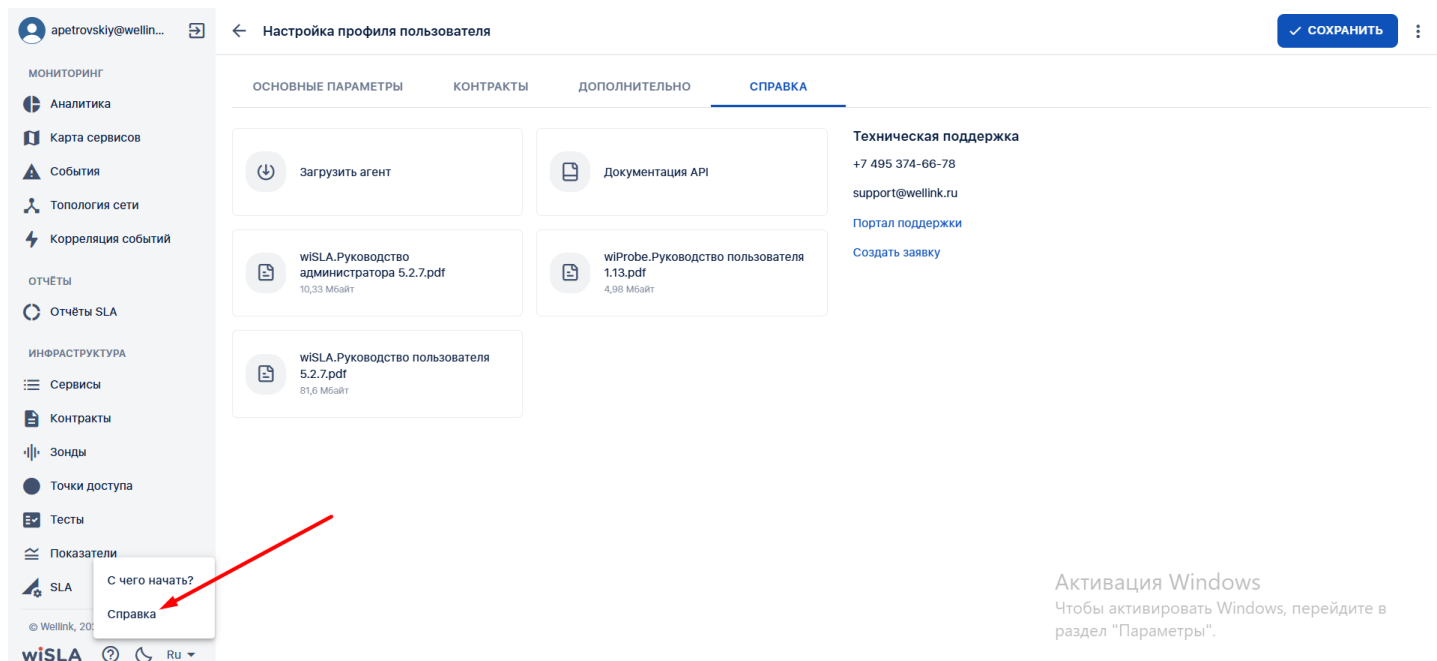 apetrovskiy@wellin...
МОНИТОРИНГ
Аналитика
Карта сервисов
События
Топология сети
Корреляция событий
ОТЧЁТЫ
Отчёты SLA
ИНФРАСТРУКТУРА
Сервисы
Контракты
Зонды
Точки доступа
Тесты
Показатели
SLA
С чего начать?
Справка
© Wellink, 20
wiSLA
Ru
Настройка профиля пользователя
СОХРАНИТЬ
ОСНОВНЫЕ ПАРАМЕТРЫ
КОНТРАКТЫ
ДОПОЛНИТЕЛЬНО
СПРАВКА
Загрузить агент
Документация API
wiSLA.Руководство
администратора 5.2.7.pdf
10,33 Мбайт
wiProbe.Руководство пользователя
1.13.pdf
4,98 Мбайт
wiSLA.Руководство пользователя
5.2.7.pdf
81,6 Мбайт
Техническая поддержка
+7 495 374-66-78
support@wellink.ru
Портал поддержки
Создать заявку
Активация Windows
Чтобы активировать Windows, перейдите в
раздел "Параметры".